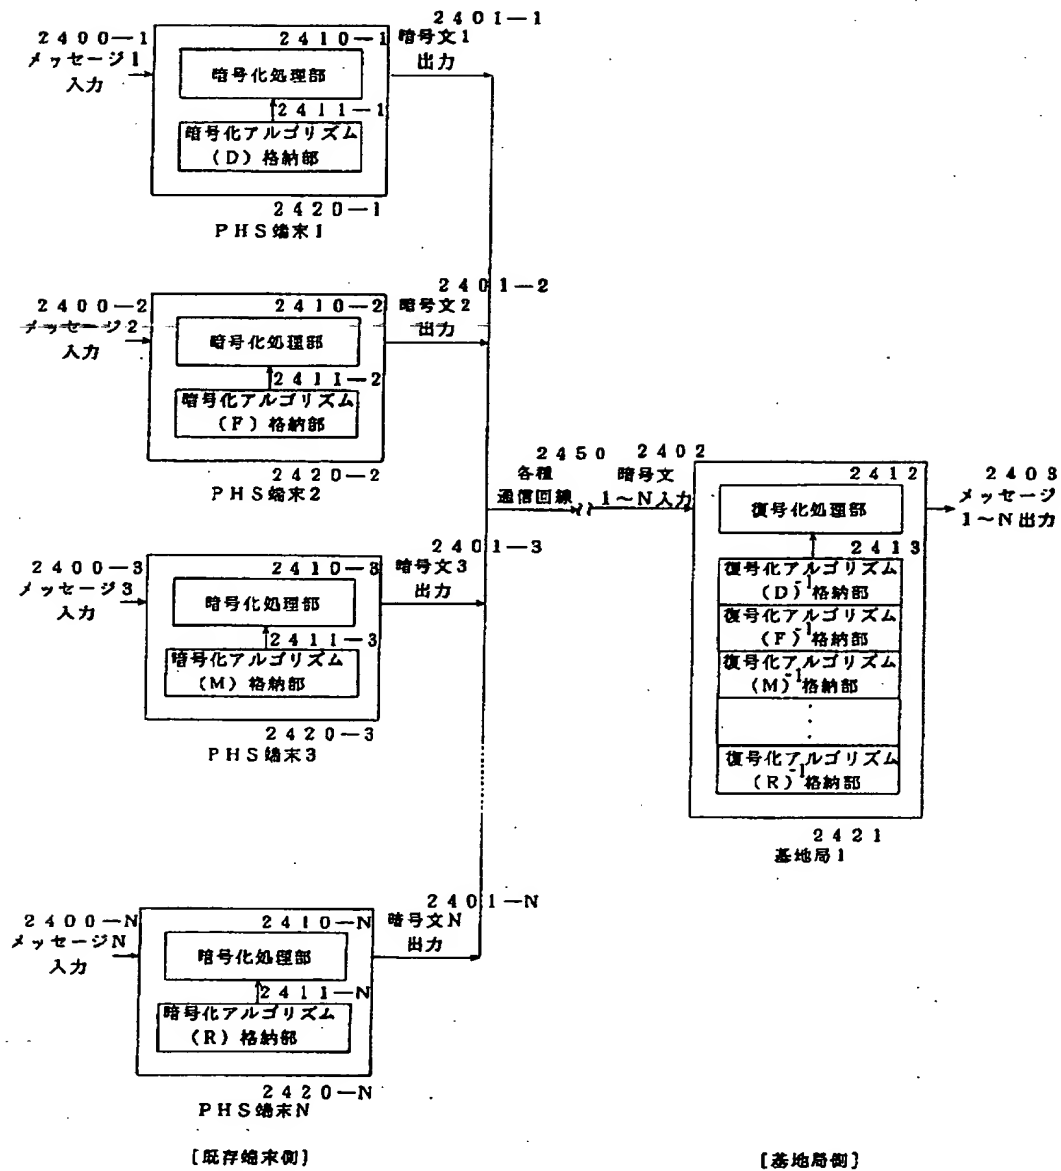 2401-1
2400-1
メッセージ1
入力
2410-1
暗号化処理部
2411-1
暗号化アルゴリズム
(D)格納部
2420-1
PHS端末1
暗号文1
出力
2401-2
2400-2
メッセージ2
入力
2410-2
暗号化処理部
2411-2
暗号化アルゴリズム
(F)格納部
2420-2
PHS端末2
暗号文2
出力
2401-3
2400-3
メッセージ3
入力
2410-3
暗号化処理部
2411-3
暗号化アルゴリズム
(M)格納部
2420-3
PHS端末3
暗号文3
出力
2401-N
2400-N
メッセージN
入力
2410-N
暗号化処理部
2411-N
暗号化アルゴリズム
(R)格納部
2420-N
PHS端末N
暗号文N
出力
2450
各種
通信回線
2402
暗号文
1~N入力
2412
復号化処理部
2413
復号化アルゴリズム
(D)-1格納部
復号化アルゴリズム
(F)-1格納部
復号化アルゴリズム
(M)-1格納部
復号化アルゴリズム
(R)-1格納部
2421
基地局1
2403
メッセージ
1~N出力
[既存端末側]
[基地局側]